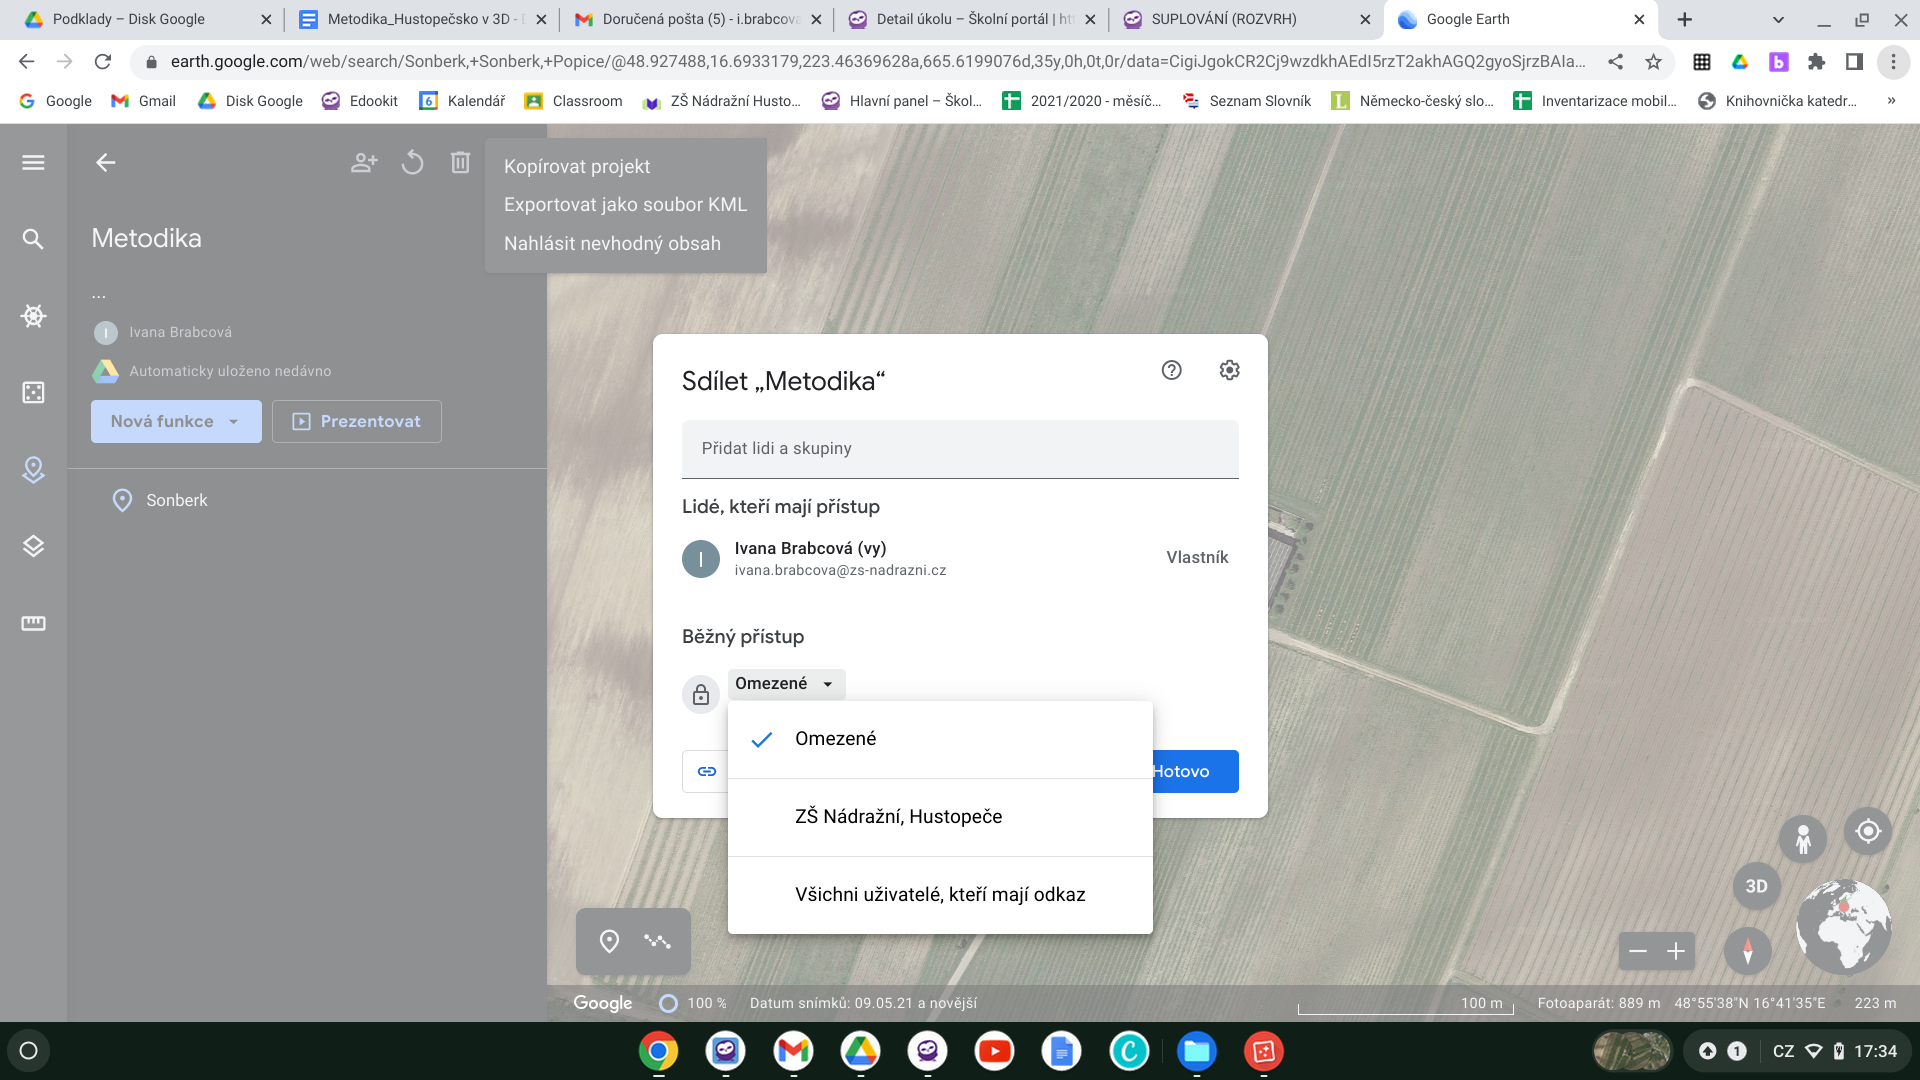 Podklady – Disk Google
Metodika_Hustopečsko v 3D - D
Doručená pošta (5) - i.brabcova
Detail úkolu – Školní portál | ht
SUPLOVÁNÍ (ROZVRH)
Google Earth
earth.google.com/web/search/Sonberk,+Sonberk,+Popice/@48.927488,16.6933179,223.46369628a,665.6199076d,35y,0h,0t,0r/data=CigiJgokCR2Cj9wzdkhAEdI5rzT2akhAGQ2gyoSjrzBAIa...
Google
Gmail
Disk Google
Edookit
6
Kalendář
Classroom
ZŠ Nádražní Husto...
Hlavní panel – Škol...
2021/2020 - měsíč...
Seznam Slovník
L
Německo-český slo...
Inventarizace mobil...
Knihovnička katedr...
»
Kopírovat projekt
Exportovat jako soubor KML
Nahlásit nevhodný obsah
Metodika
...
I
Ivana Brabcová
Automaticky uloženo nedávno
Nová funkce
Prezentovat
Sonberk
Sdílet „Metodika“
Přidat lidi a skupiny
Lidé, kteří mají přístup
I
Ivana Brabcová (vy)
ivana.brabcova@zs-nadrazni.cz
Vlastník
Běžný přístup
Omezené
Omezené
ZŠ Nádražní, Hustopeče
Všichni uživatelé, kteří mají odkaz
Hotovo
3D
Google
100 %
Datum snímků: 09.05.21 a novější
100 m
Fotoaparát: 889 m
48°55'38"N 16°41'35"E
223 m
1
CZ
17:34